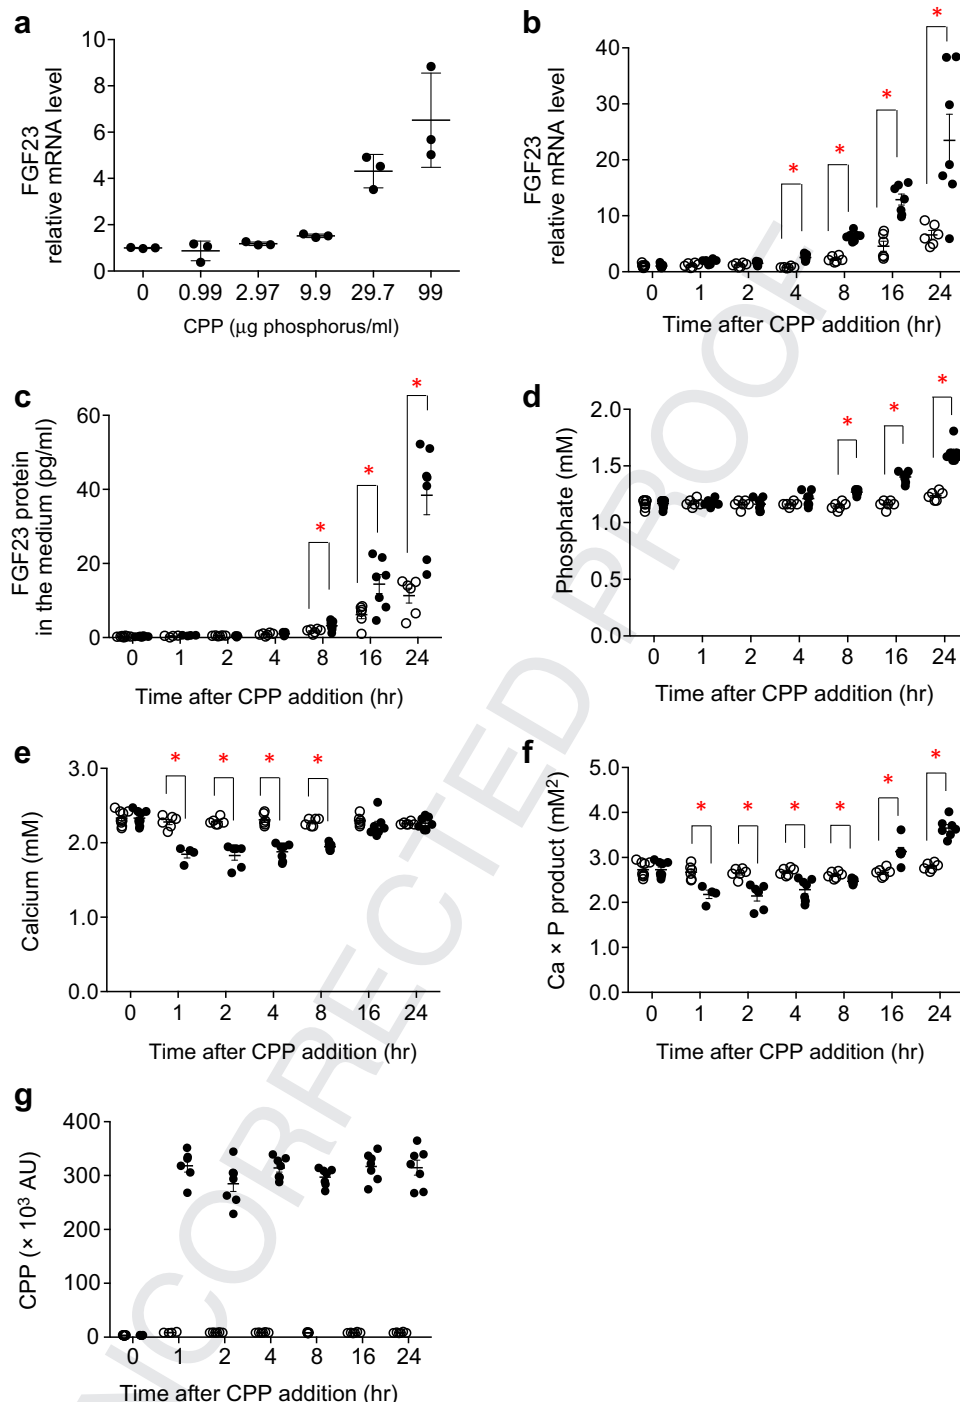 a
10
8
6
4
2
0
FGF23
relative mRNA level
0 0.99 2.97 9.9 29.7 99
CPP (µg phosphorus/ml)
b
40
30
20
10
0
FGF23
relative mRNA level
* * * *
0 1 2 4 8 16 24
Time after CPP addition (hr)
c
60
40
20
0
FGF23 protein
in the medium (pg/ml)
* * *
0 1 2 4 8 16 24
Time after CPP addition (hr)
d
2.0
1.5
1.0
0.5
0.0
Phosphate (mM)
* * *
0 1 2 4 8 16 24
Time after CPP addition (hr)
e
3.0
2.0
1.0
0.0
Calcium (mM)
* * * *
0 1 2 4 8 16 24
Time after CPP addition (hr)
f
5.0
4.0
3.0
2.0
1.0
0.0
Ca × P product (mM²)
* * * * * *
0 1 2 4 8 16 24
Time after CPP addition (hr)
g
400
300
200
100
0
CPP (× 10³ AU)
0 1 2 4 8 16 24
Time after CPP addition (hr)
NCORRECTED PROOF